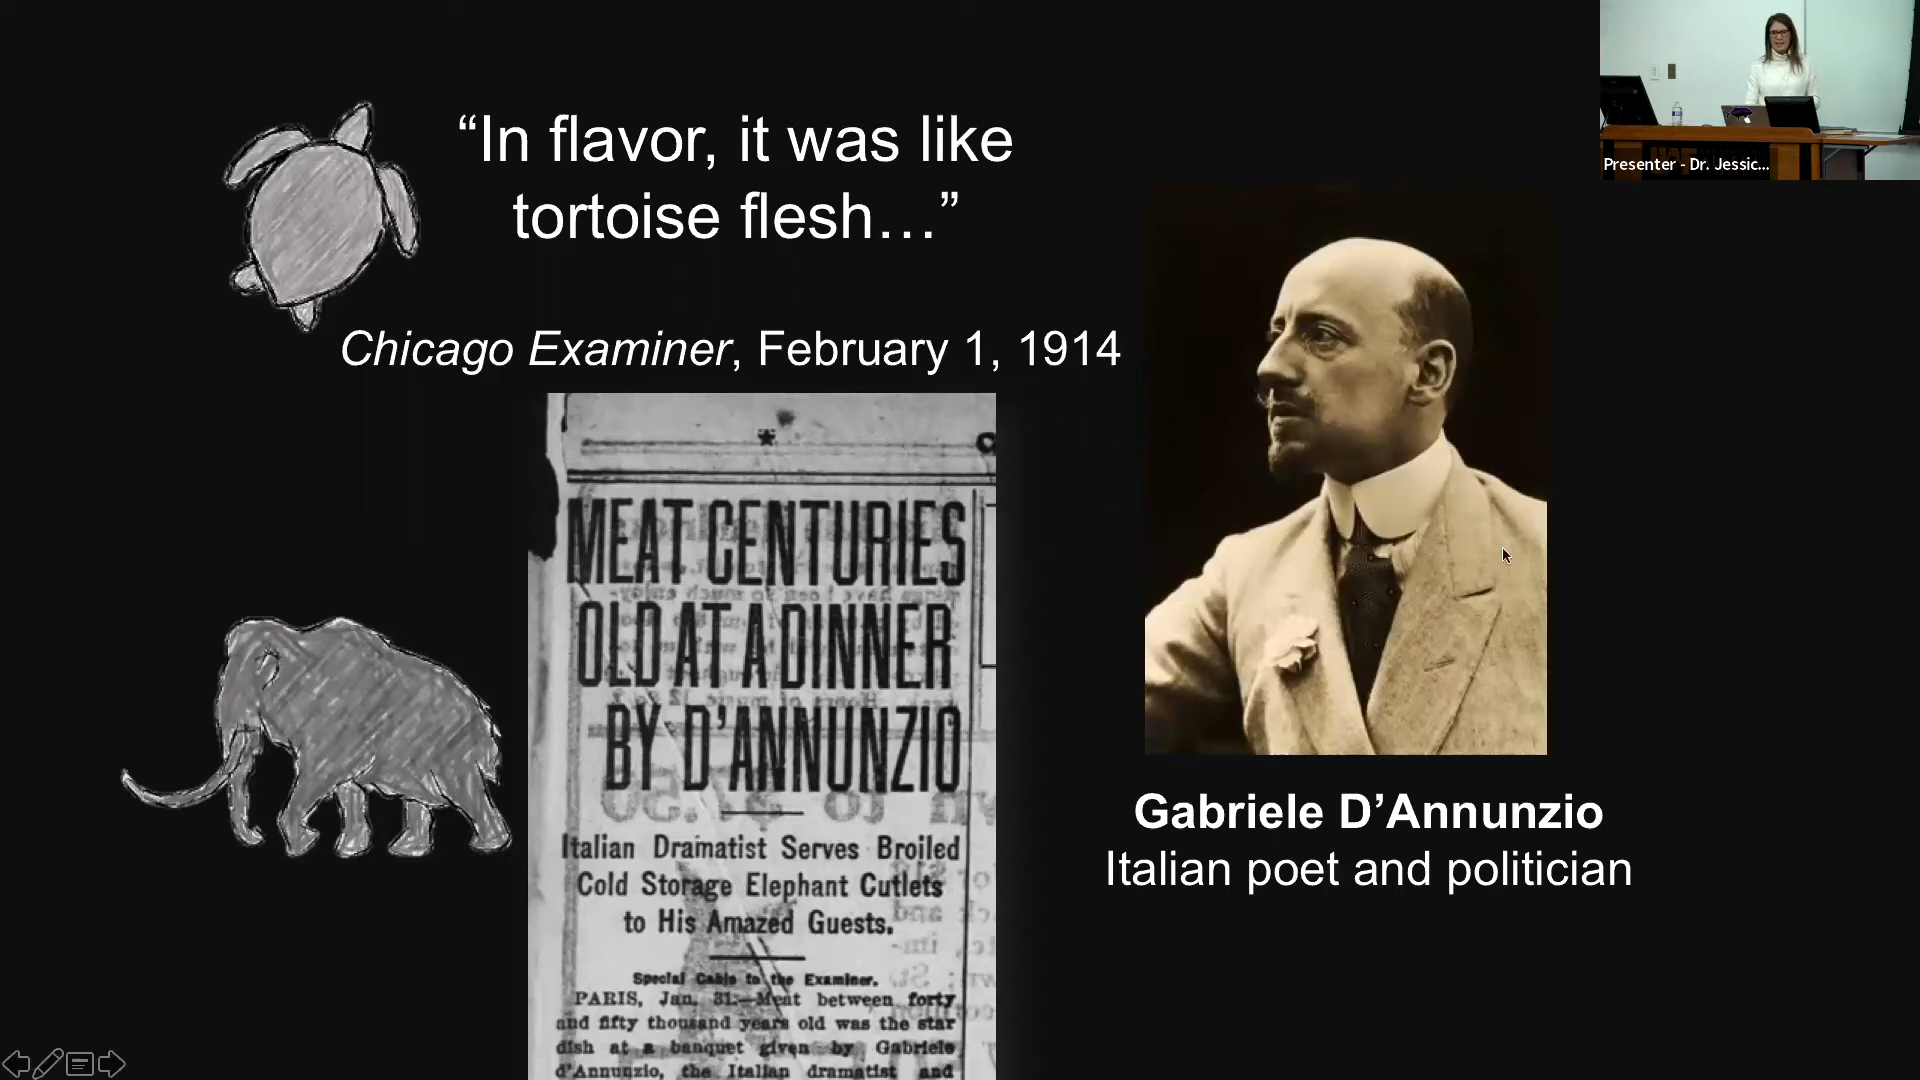 “In flavor, it was like
tortoise flesh…”
Chicago Examiner, February 1, 1914
MEAT CENTURIES
OLD AT A DINNER
BY D’ANNUNZIO
Italian Dramatist Serves Broiled
Cold Storage Elephant Cutlets
to His Amazed Guests.
Special Cable to the Examiner.
PARIS, Jan. 31.—Meat between forty
and fifty thousand years old was the star
dish at a banquet given by Gabriele
d’Annunzio, the Italian dramatist and
Gabriele D’Annunzio
Italian poet and politician
Presenter - Dr. Jessic...